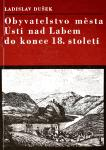 LADISLAV DUŠEK
Obyvatelstvo města
Ústí nad Labem
do konce 18. století